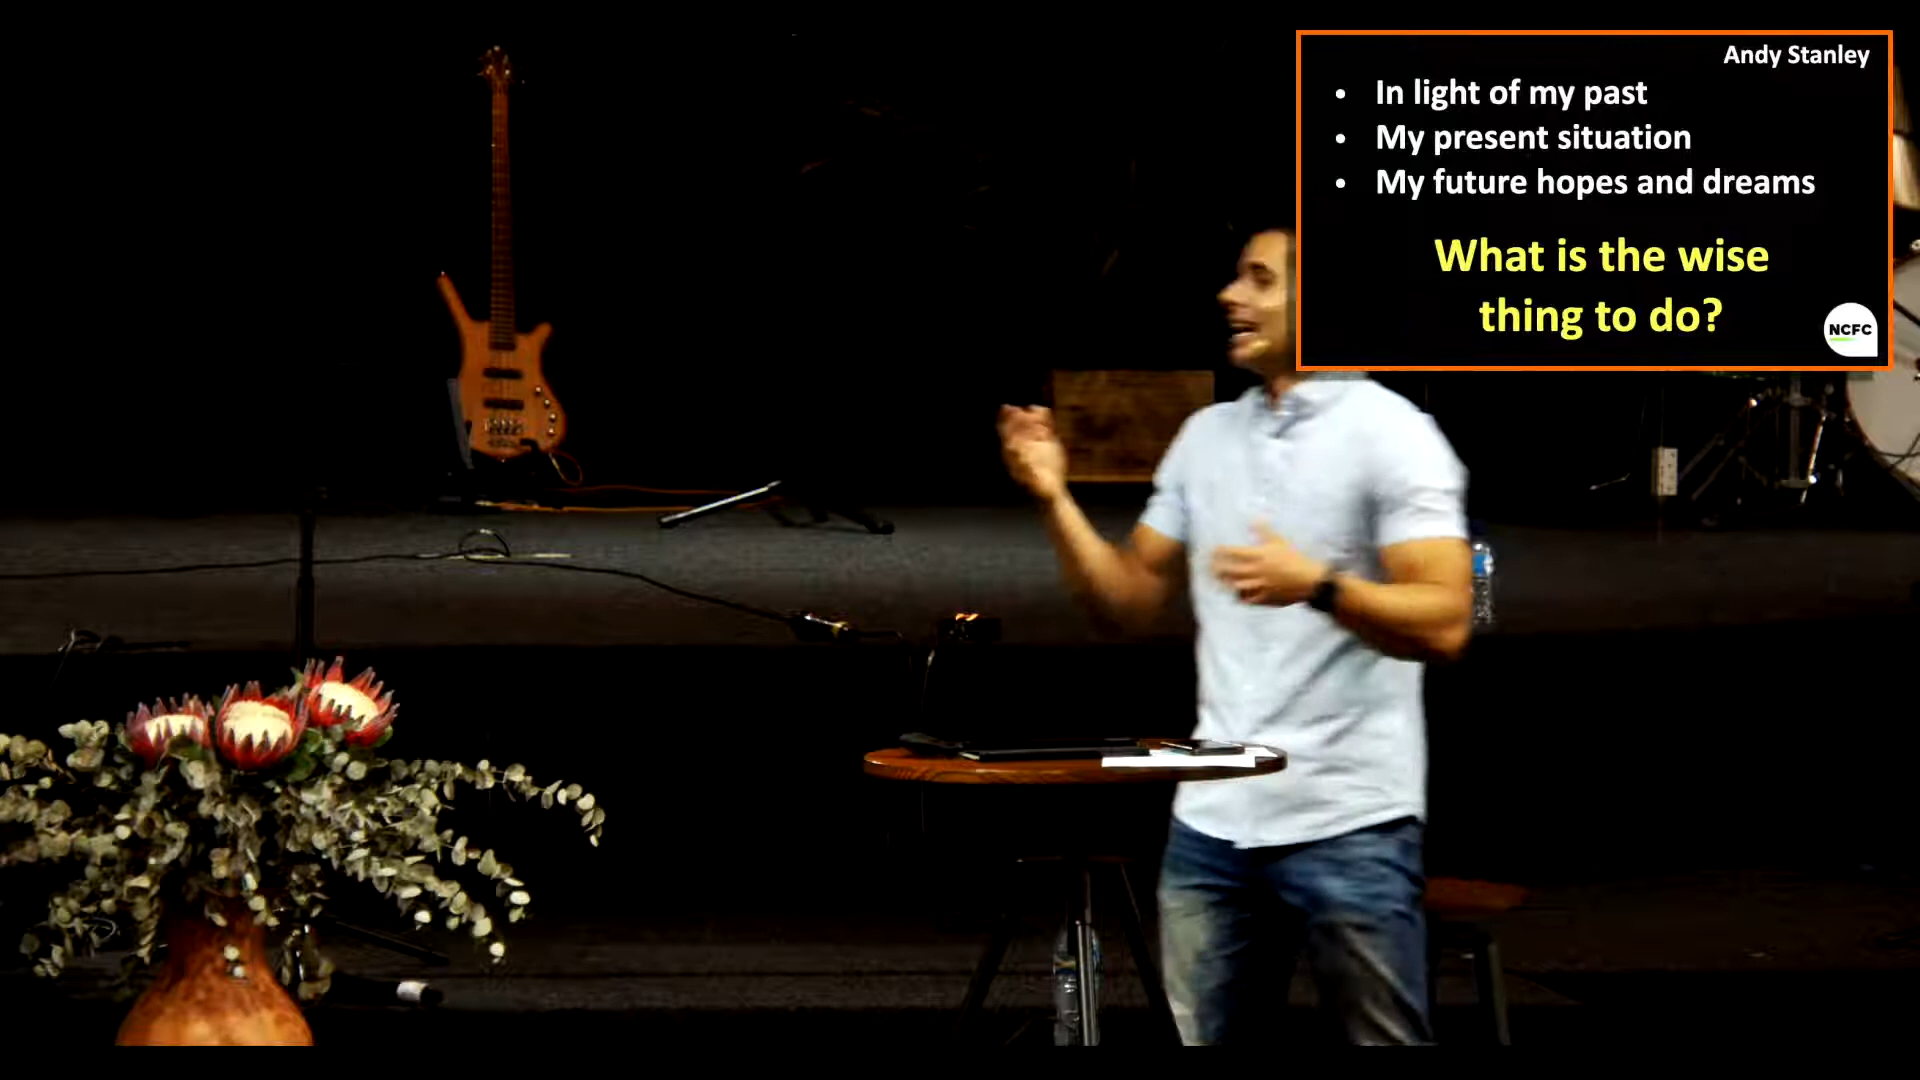 Andy Stanley
• In light of my past
• My present situation
• My future hopes and dreams
What is the wise
thing to do?
NCFC